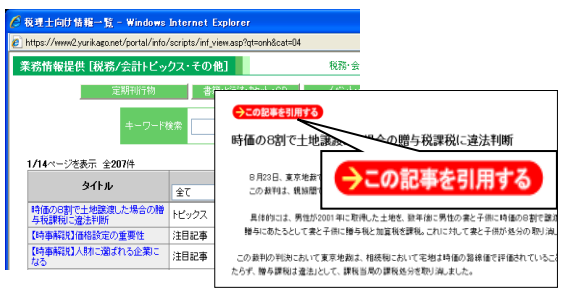 税理士向け情報一覧 - Windows Internet Explorer
https://www2.yurikago.net/portal/info/scripts/inf_view.asp?qt=onh&cat=04
業務情報提供【税務/会計トピックス・その他】
税務・会
定期刊行物
キーワード検索
1/14ページを表示 全207件
タイトル
全て
時価の8割で土地譲渡した場合の贈与税課税に違法判断
トピックス
【時事解説】価格設定の重要性
注目記事
【時事解説】人材に選ばれる企業になる
注目記事
この記事を引用する
時価の8割で土地譲渡 場合の贈与税課税に違法判断
この記事を引用する
8月23日、東京地裁で
この裁判は、親族間で
具体的には、男性が2001年に取得した土地を、数年後に男性の妻と子供に時価の8割で譲渡
贈与にあたるとして妻と子供に贈与税と加算税を課税。これに対して妻と子供が処分の取り消し
この裁判の判決において東京地裁は、相続税において宅地は時価の路線価で評価されているこ
たらず、贈与課税は違法」として、課税当局の課税処分を取り消しました。